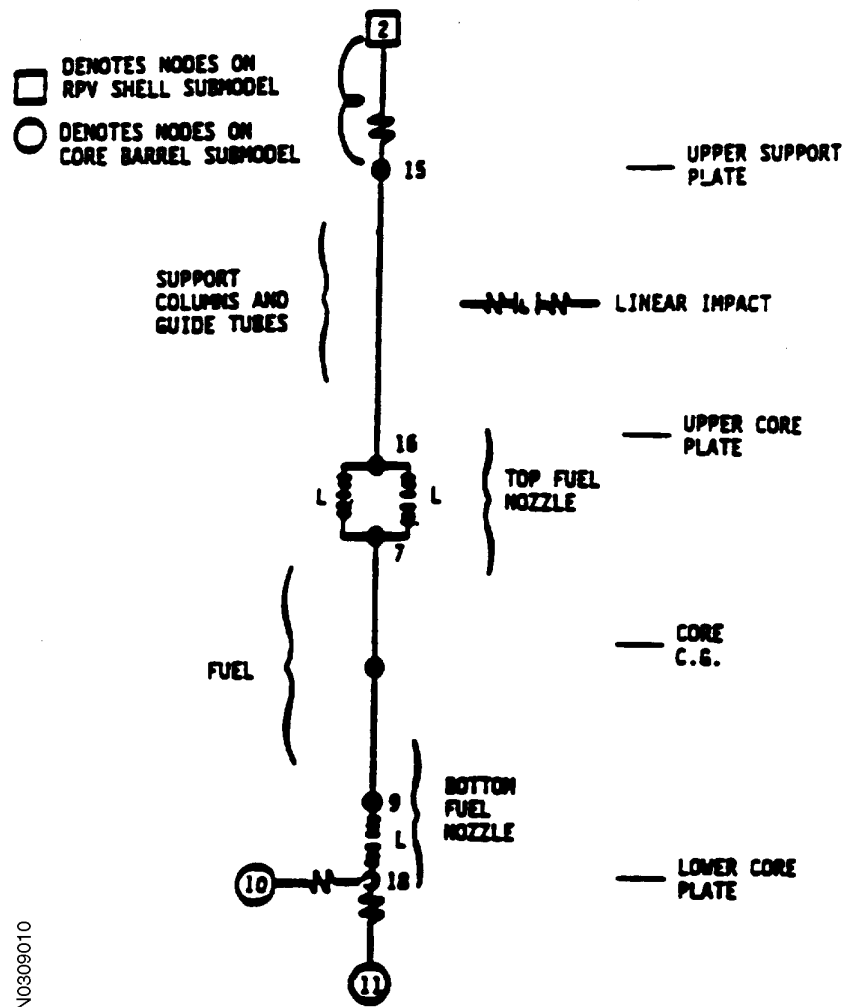 2
DENOTES NODES ON
RPV SHELL SUBMODEL
DENOTES NODES ON
CORE BARREL SUBMODEL
15
UPPER SUPPORT
PLATE
SUPPORT
COLUMNS AND
GUIDE TUBES
LINEAR IMPACT
16
UPPER CORE
PLATE
L
L
TOP FUEL
NOZZLE
7
CORE
C.G.
FUEL
9
BOTTOM
FUEL
NOZZLE
L
10
18
LOWER CORE
PLATE
11
N0309010